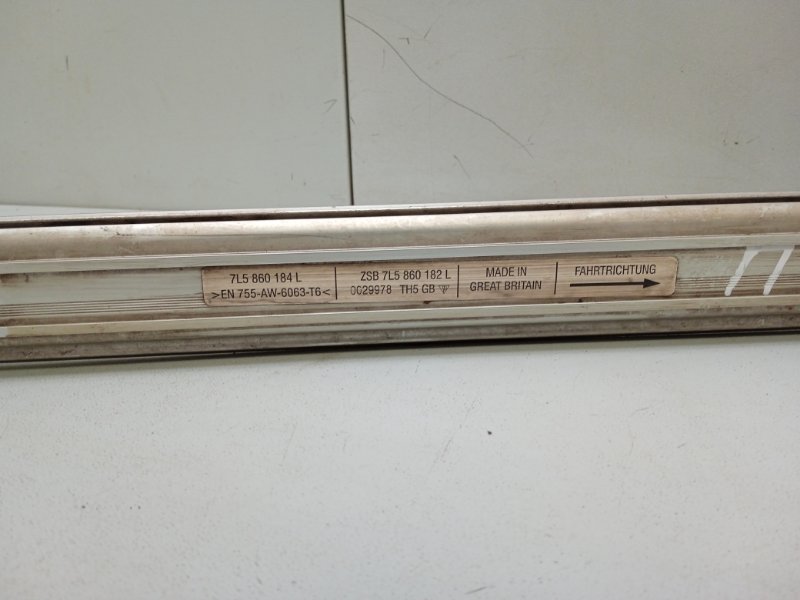 7L5 860 184 L
>EN 755-AW-6063-T6<
ZSB 7L5 860 182 L
0029978 TH5 GB
MADE IN
GREAT BRITAIN
FAHRTRICHTUNG